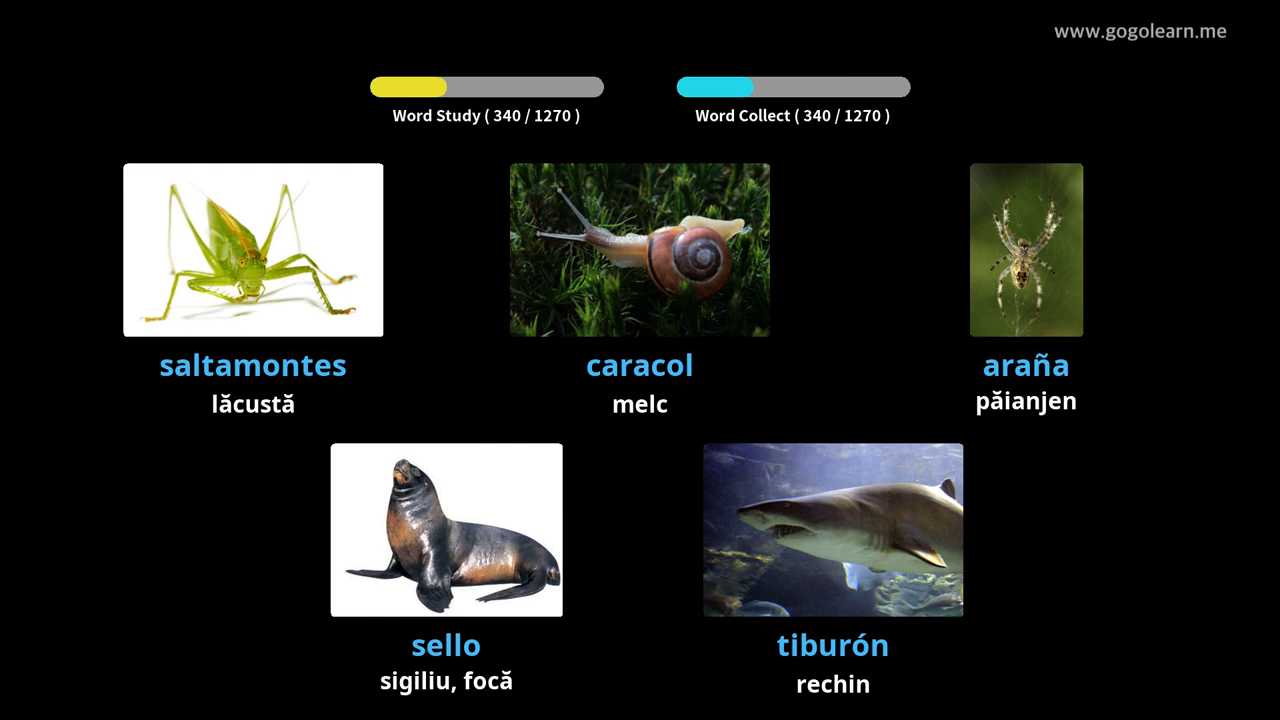 www.gogolearn.me
Word Study ( 340 / 1270 )
Word Collect ( 340 / 1270 )
saltamontes
lăcustă
caracol
melc
araña
păianjen
sello
sigiliu, focă
tiburón
rechin